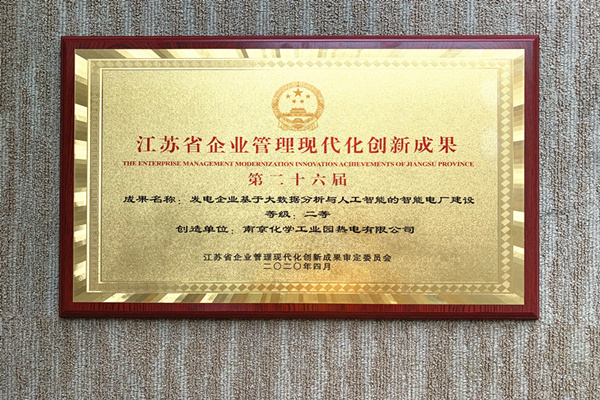 江苏省企业管理现代化创新成果
THE ENTERPRISE MANAGEMENT MODERNIZATION INNOVATION ACHIEVEMENTS OF JIANGSU PROVINCE
第二十六届
成果名称：发电企业基于大数据分析与人工智能的智能电厂建设
等级：二等
创造单位：南京化学工业园热电有限公司
江苏省企业管理现代化创新成果审定委员会
二〇二〇年四月